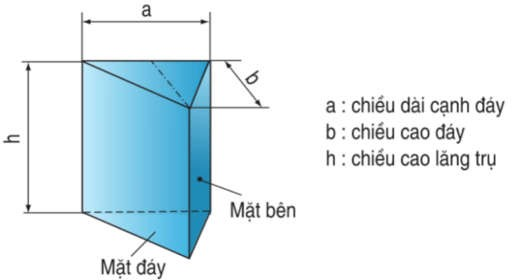 a
b
h
a : chiều dài cạnh đáy
b : chiều cao đáy
h : chiều cao lăng trụ
Mặt bên
Mặt đáy